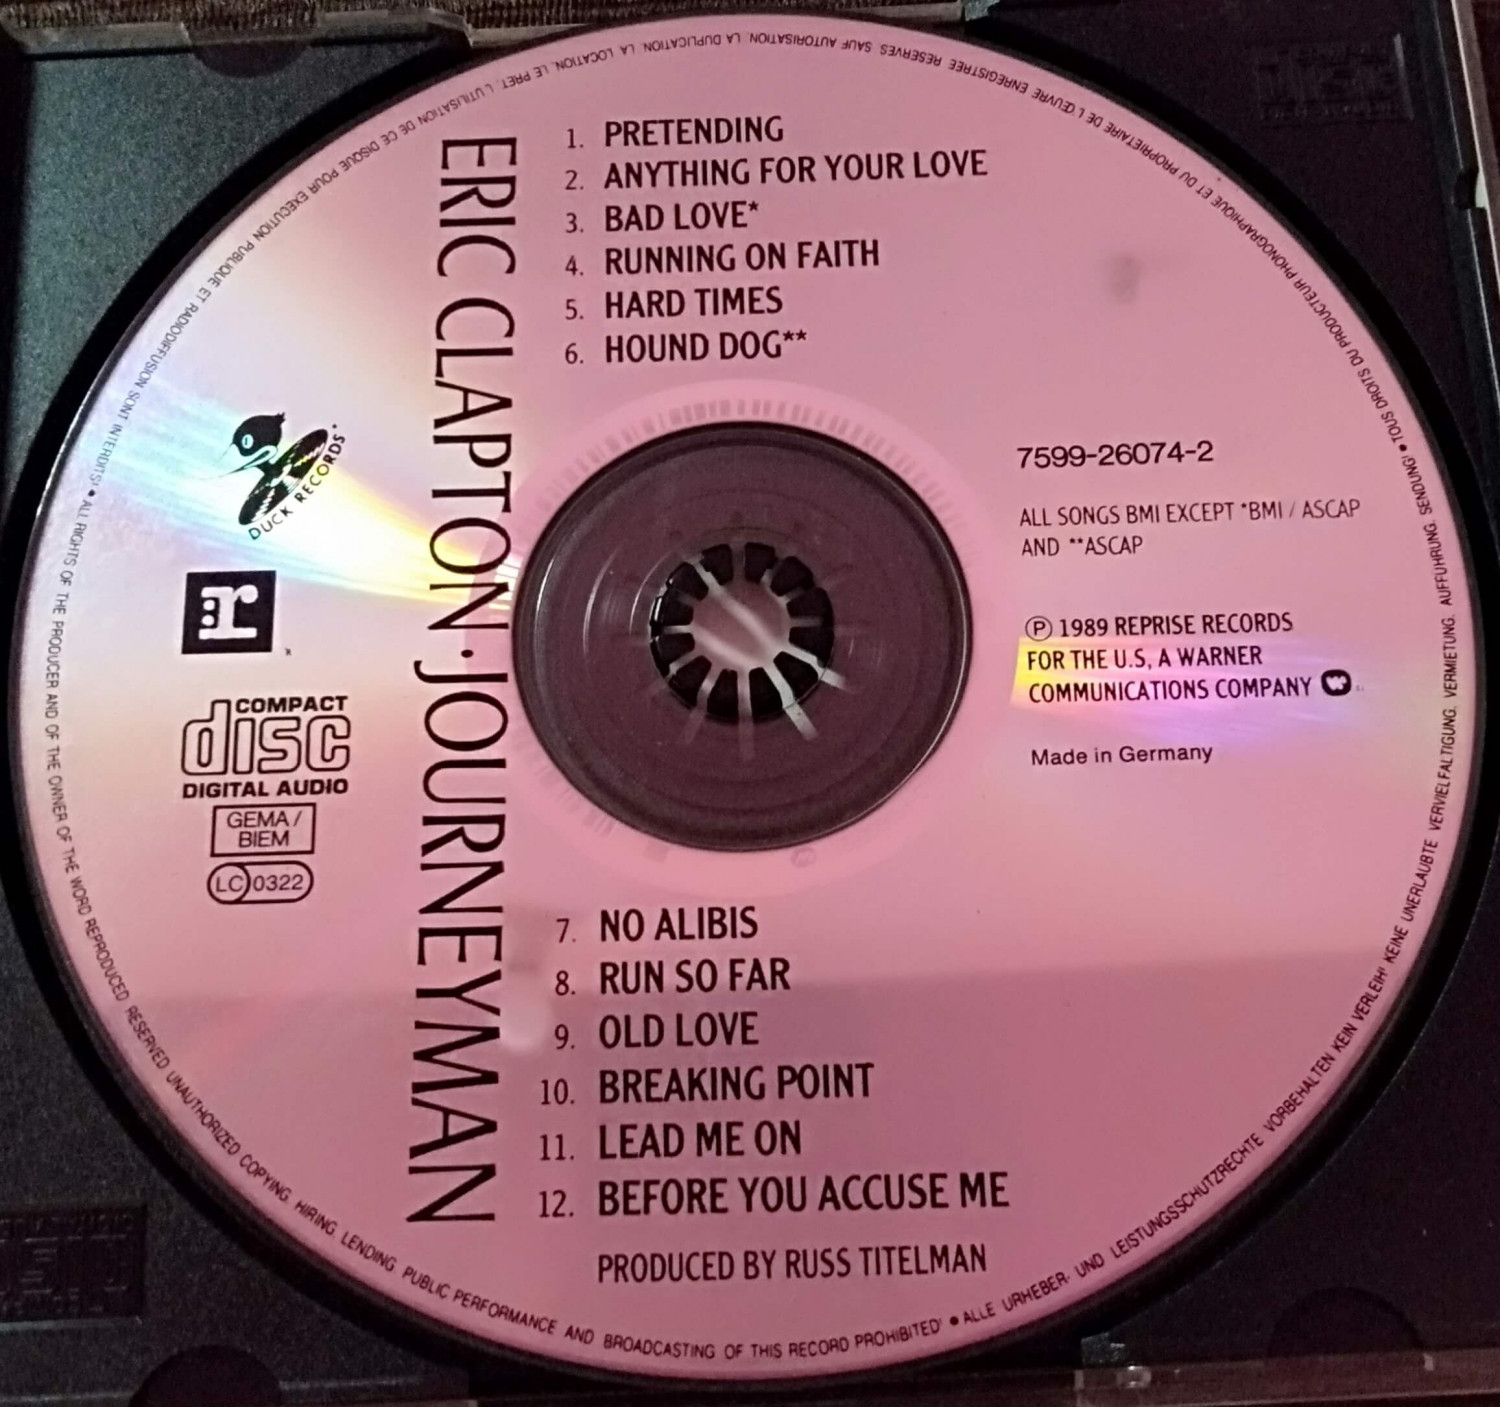 ERIC CLAPTON · JOURNEYMAN
1. PRETENDING
2. ANYTHING FOR YOUR LOVE
3. BAD LOVE*
4. RUNNING ON FAITH
5. HARD TIMES
6. HOUND DOG**
DUCK RECORDS
r
COMPACT
disc
DIGITAL AUDIO
GEMA /
BIEM
LC 0322
7599-26074-2
ALL SONGS BMI EXCEPT *BMI / ASCAP
AND **ASCAP
Ⓟ 1989 REPRISE RECORDS
FOR THE U.S, A WARNER
COMMUNICATIONS COMPANY
Made in Germany
7. NO ALIBIS
8. RUN SO FAR
9. OLD LOVE
10. BREAKING POINT
11. LEAD ME ON
12. BEFORE YOU ACCUSE ME
PRODUCED BY RUSS TITELMAN
• ALL RIGHTS OF THE PRODUCER AND OF THE OWNER OF THE WORD REPRODUCED RESERVED UNAUTHORIZED COPYING, HIRING, LENDING, PUBLIC PERFORMANCE AND BROADCASTING OF THIS RECORD PROHIBITED!
• ALLE URHEBER- UND LEISTUNGSSCHUTZRECHTE VORBEHALTEN KEIN VERLEIH! KEINE UNERLAUBTE VERVIELFÄLTIGUNG, VERMIETUNG, AUFFÜHRUNG, SENDUNG!
• TOUS DROITS DU PRODUCTEUR PHONOGRAPHIQUE ET DU PROPRIETAIRE DE L'ŒUVRE ENREGISTREE RESERVES SAUF AUTORISATION, LA DUPLICATION, LA LOCATION, LE PRET, L'UTILISATION DE CE DISQUE POUR EXECUTION PUBLIQUE ET RADIODIFFUSION SONT INTERDITS!